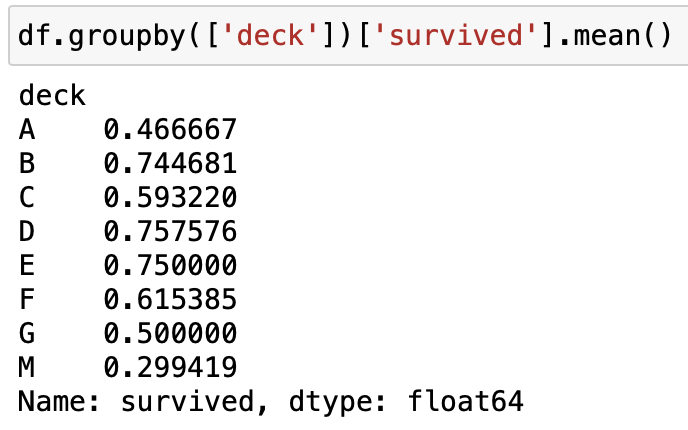 df.groupby(['deck'])['survived'].mean()
deck
A    0.466667
B    0.744681
C    0.593220
D    0.757576
E    0.750000
F    0.615385
G    0.500000
M    0.299419
Name: survived, dtype: float64